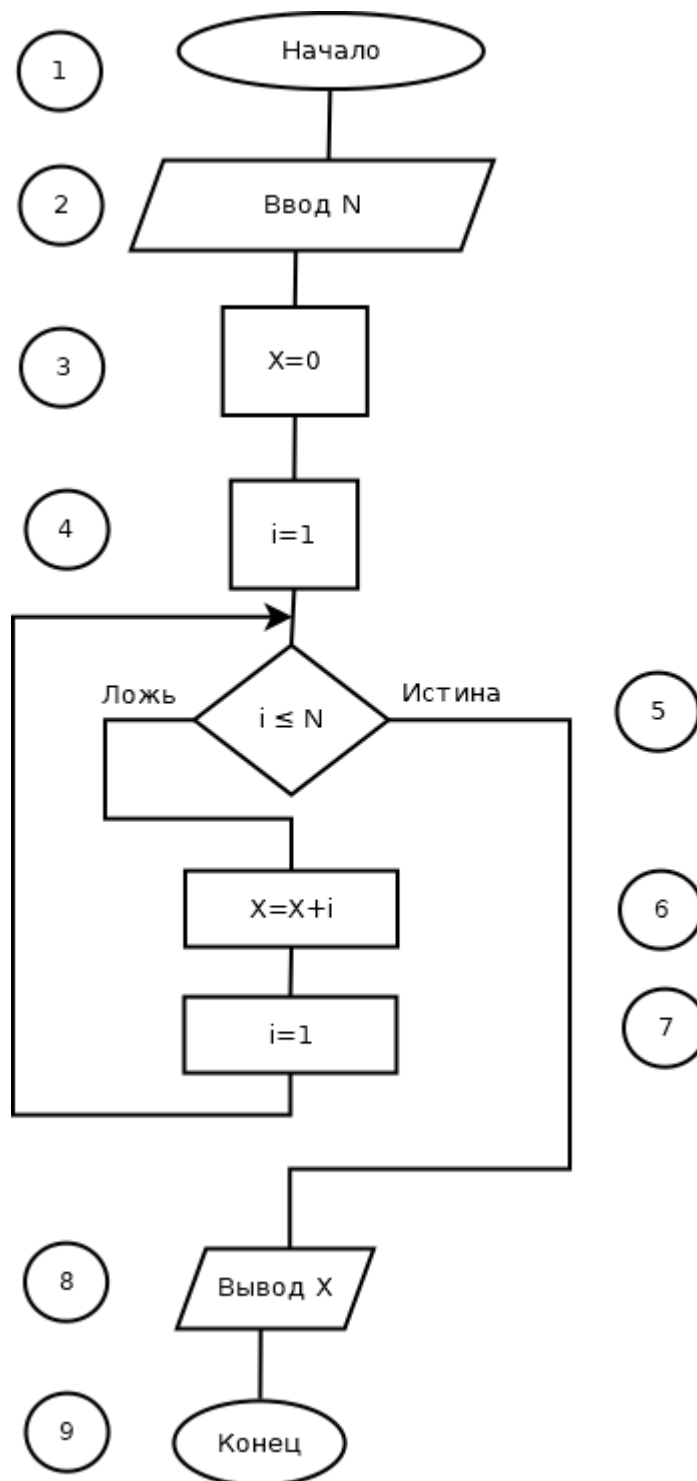 1
Начало
2
Ввод N
3
X=0
4
i=1
Ложь
i ≤ N
Истина
5
X=X+i
6
i=1
7
8
Вывод X
9
Конец